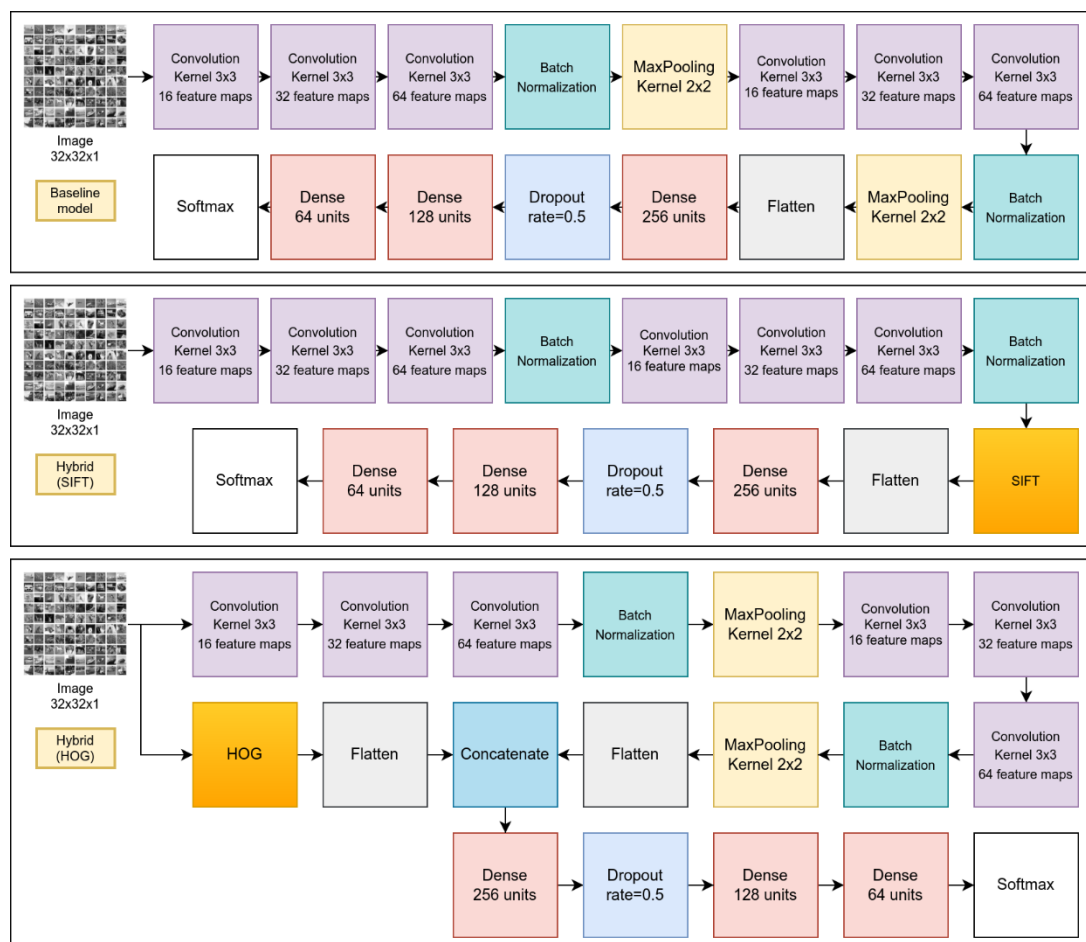 Convolution
Kernel 3x3
16 feature maps
Convolution
Kernel 3x3
32 feature maps
Convolution
Kernel 3x3
64 feature maps
Batch
Normalization
MaxPooling
Kernel 2x2
Convolution
Kernel 3x3
16 feature maps
Convolution
Kernel 3x3
32 feature maps
Convolution
Kernel 3x3
64 feature maps
Image
32x32x1
Baseline
model
Softmax
Dense
64 units
Dense
128 units
Dropout
rate=0.5
Dense
256 units
Flatten
MaxPooling
Kernel 2x2
Batch
Normalization
Convolution
Kernel 3x3
16 feature maps
Convolution
Kernel 3x3
32 feature maps
Convolution
Kernel 3x3
64 feature maps
Batch
Normalization
Convolution
Kernel 3x3
16 feature maps
Convolution
Kernel 3x3
32 feature maps
Convolution
Kernel 3x3
64 feature maps
Batch
Normalization
Image
32x32x1
Hybrid
(SIFT)
Softmax
Dense
64 units
Dense
128 units
Dropout
rate=0.5
Dense
256 units
Flatten
SIFT
Convolution
Kernel 3x3
16 feature maps
Convolution
Kernel 3x3
32 feature maps
Convolution
Kernel 3x3
64 feature maps
Batch
Normalization
MaxPooling
Kernel 2x2
Convolution
Kernel 3x3
16 feature maps
Convolution
Kernel 3x3
32 feature maps
Image
32x32x1
Hybrid
(HOG)
HOG
Flatten
Concatenate
Flatten
MaxPooling
Kernel 2x2
Batch
Normalization
Convolution
Kernel 3x3
64 feature maps
Dense
256 units
Dropout
rate=0.5
Dense
128 units
Dense
64 units
Softmax